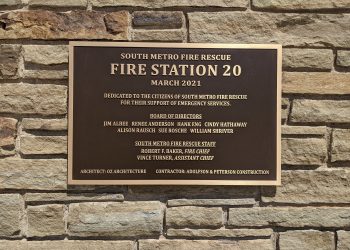 SOUTH METRO FIRE RESCUE
FIRE STATION 20
MARCH 2021
DEDICATED TO THE CITIZENS OF SOUTH METRO FIRE RESCUE
FOR THEIR SUPPORT OF EMERGENCY SERVICES.
BOARD OF DIRECTORS
JIM ALBEE RENEE ANDERSON HANK ENG CINDY HATHAWAY
ALISON RAUSCH SUE ROCHE WILLIAM SHRIVER
SOUTH METRO FIRE RESCUE STAFF
ROBERT F. BAKER, FIRE CHIEF
VINCE TURNER, ASSISTANT CHIEF
ARCHITECT: OZ ARCHITECTURE CONTRACTOR: ADOLFSON & PETERSON CONSTRUCTION